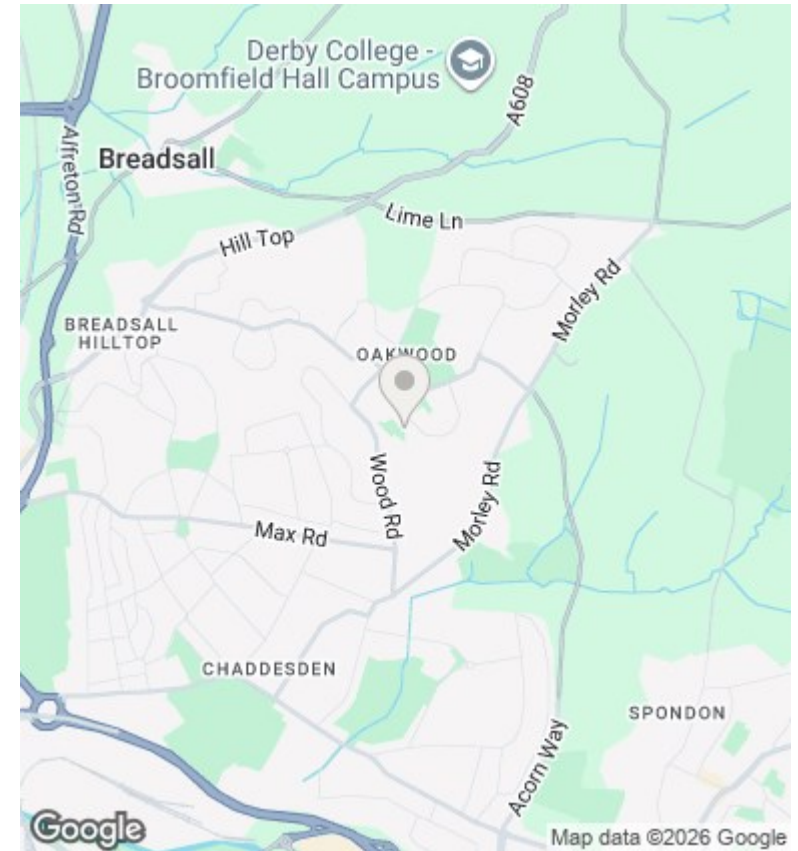 Derby College -
Broomfield Hall Campus
A608
Breadsall
Alfreton Rd
Lime Ln
Hill Top
Morley Rd
BREADSALL
HILLTOP
OAKWOOD
Wood Rd
Morley Rd
Max Rd
CHADDESDEN
SPONDON
Acorn Way
Google
Map data ©2026 Google